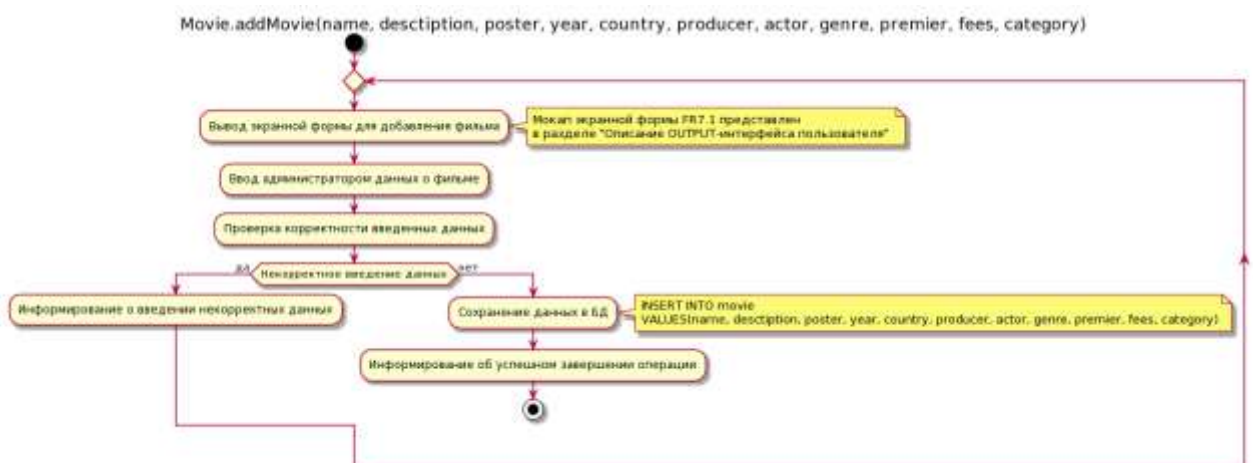 Movie.addMovie(name, desctiption, poster, year, country, producer, actor, genre, premier, fees, category)
Вывод экранной формы для добавления фильма
Мокап экранной формы FR7.1 представлен
в разделе "Описание OUTPUT-интерфейса пользователя"
Ввод администратором данных о фильме
Проверка корректности введенных данных
да
Некорректное введение данных
нет
Информирование о введении некорректных данных
Сохранение данных в БД
INSERT INTO movie
VALUES(name, desctiption, poster, year, country, producer, actor, genre, premier, fees, category)
Информирование об успешном завершении операции